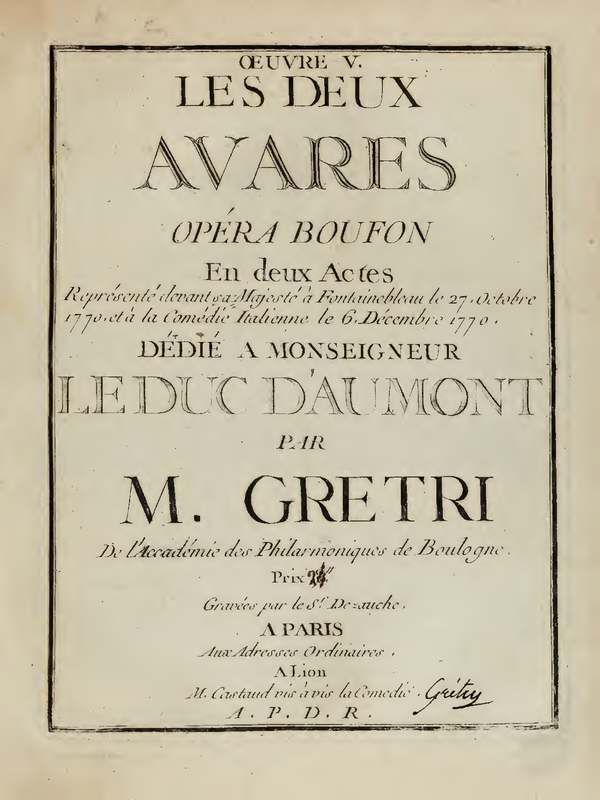 ŒUVRE V.
LES DEUX
AVARES
OPÉRA BOUFON
En deux Actes
Représenté devant sa Majesté à Fontainebleau le 27. Octobre
1770. et à la Comédie Italienne le 6. Décembre 1770.
DÉDIÉ A MONSEIGNEUR
LE DUC D'AUMONT
PAR
M. GRETRI
De l'Accadémie des Philarmoniques de Boulogne.
Prix
Gravées par le Sr. Dezauche.
A PARIS
Aux Adresses Ordinaires.
A Lion
M. Castaud vis à vis la Comedie. Grétry
A. P. D. R.